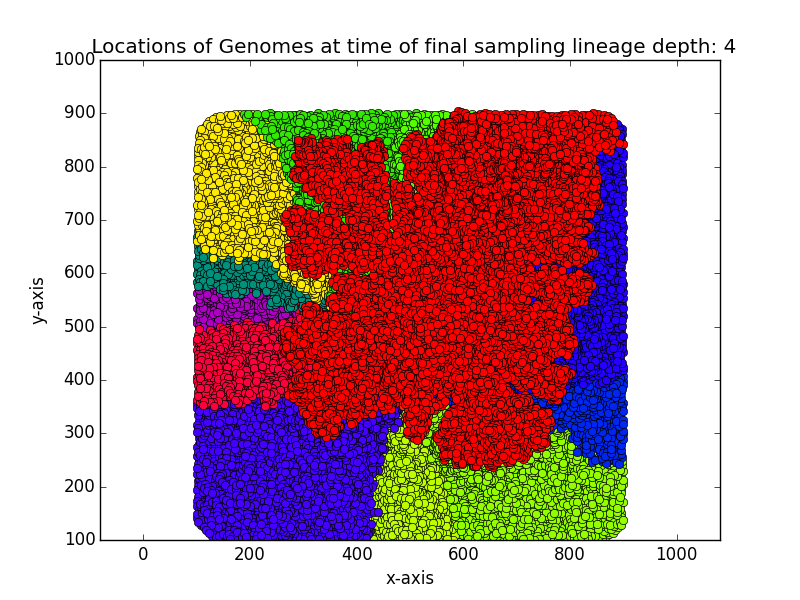 Locations of Genomes at time of final sampling lineage depth: 4
1000
900
800
700
600
500
400
300
200
100
y-axis
0 200 400 600 800 1000
x-axis